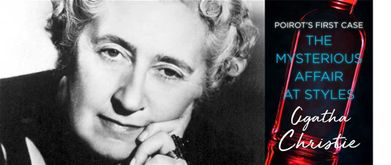 POIROT'S FIRST CASE
THE
MYSTERIOUS
AFFAIR
AT STYLES
Agatha
Christie